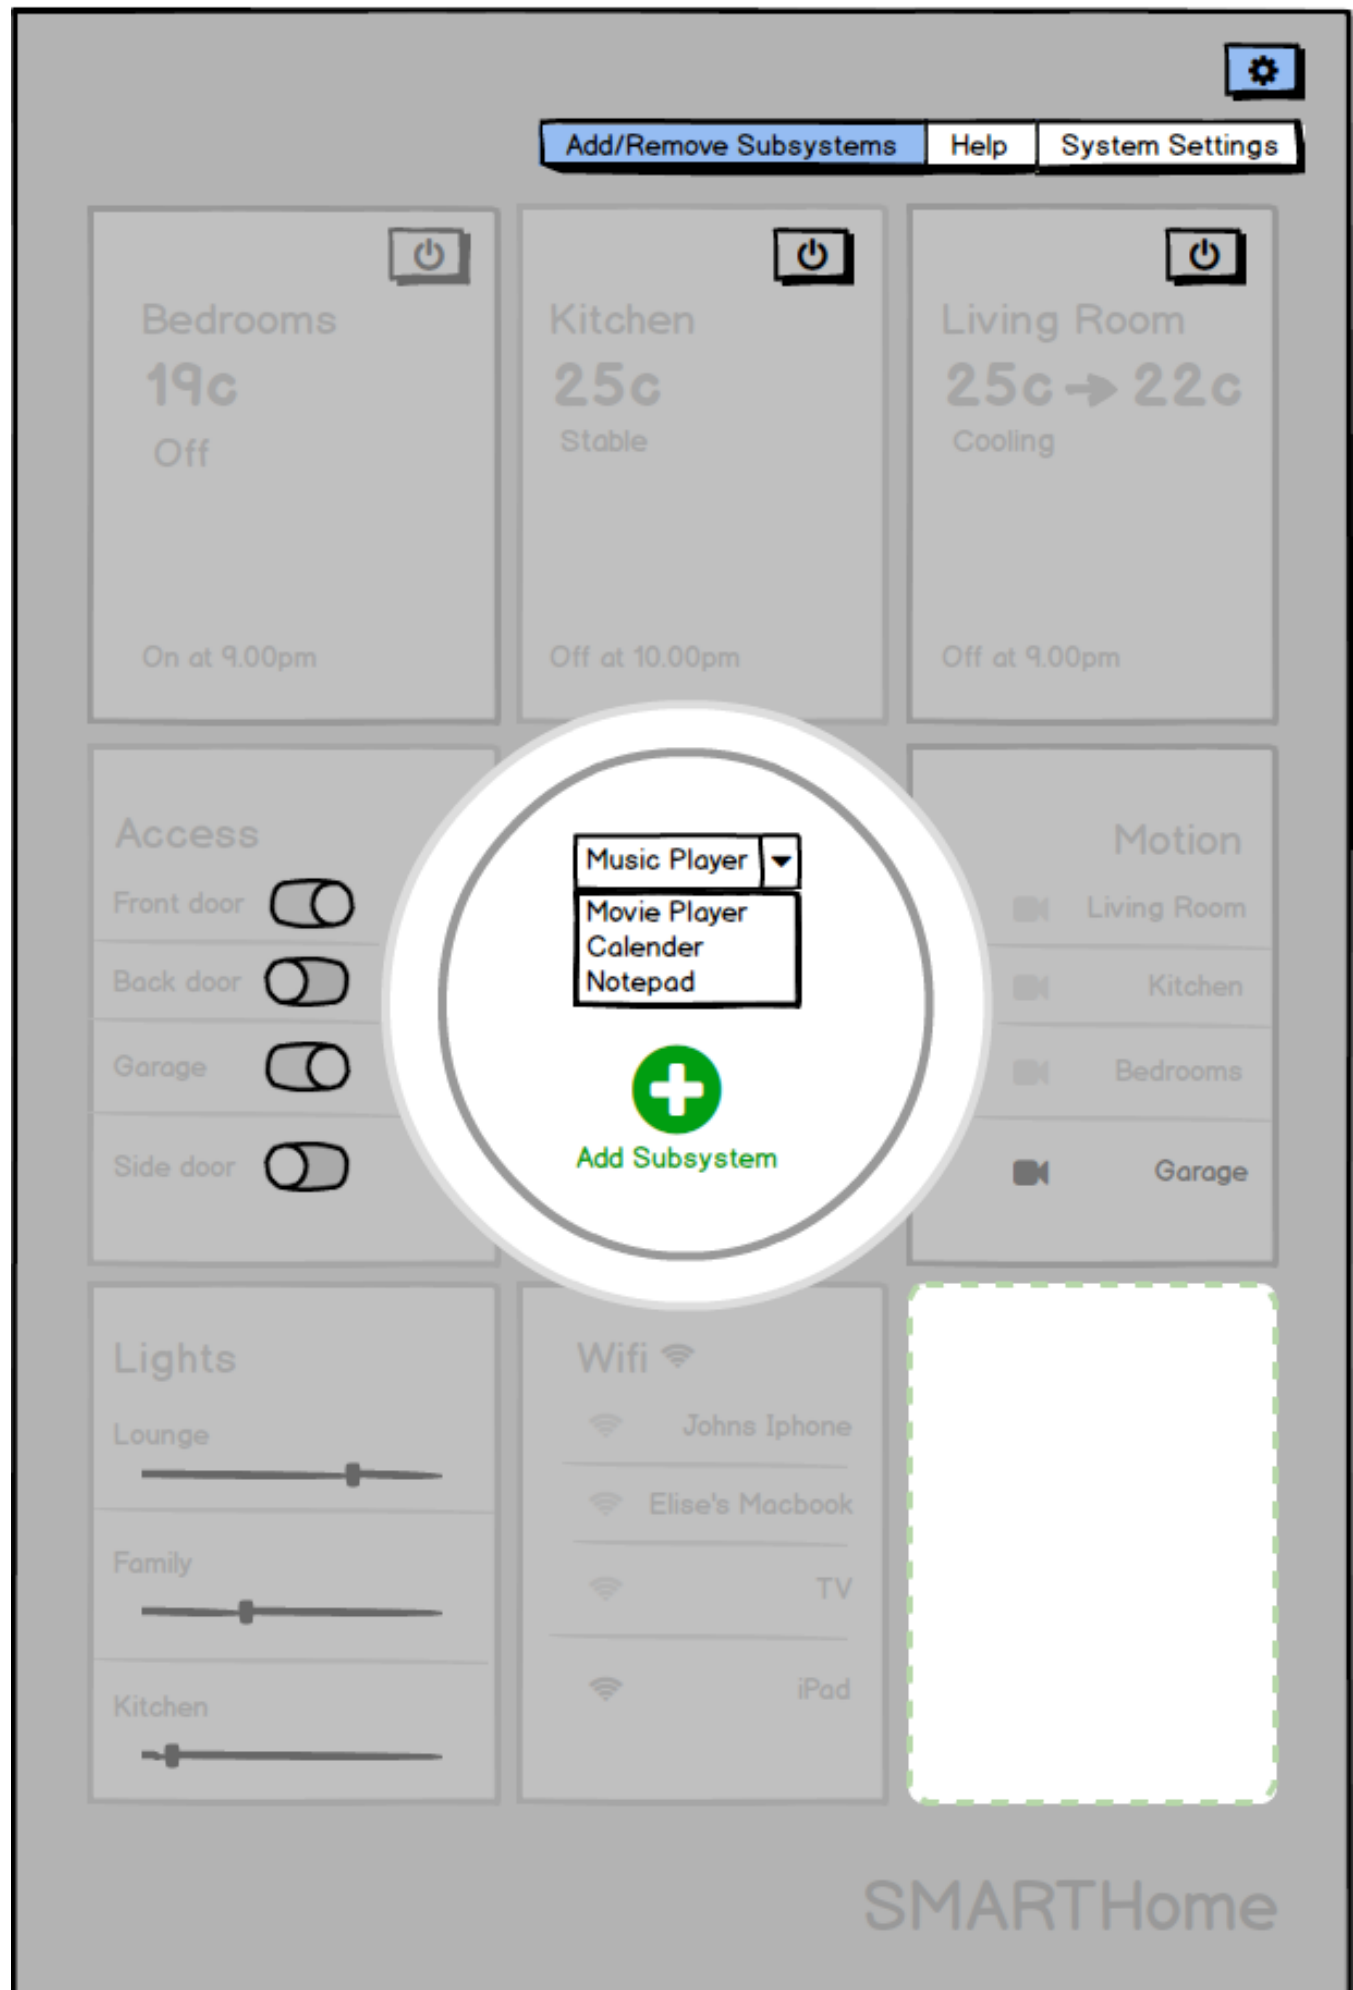 Add/Remove Subsystems Help System Settings
Bedrooms
19c
Off
On at 9.00pm
Kitchen
25c
Stable
Off at 10.00pm
Living Room
25c → 22c
Cooling
Off at 9.00pm
Access
Front door
Back door
Garage
Side door
Music Player
Movie Player
Calender
Notepad
Add Subsystem
Motion
Living Room
Kitchen
Bedrooms
Garage
Lights
Lounge
Family
Kitchen
Wifi
Johns Iphone
Elise's Macbook
TV
iPad
SMARTHome